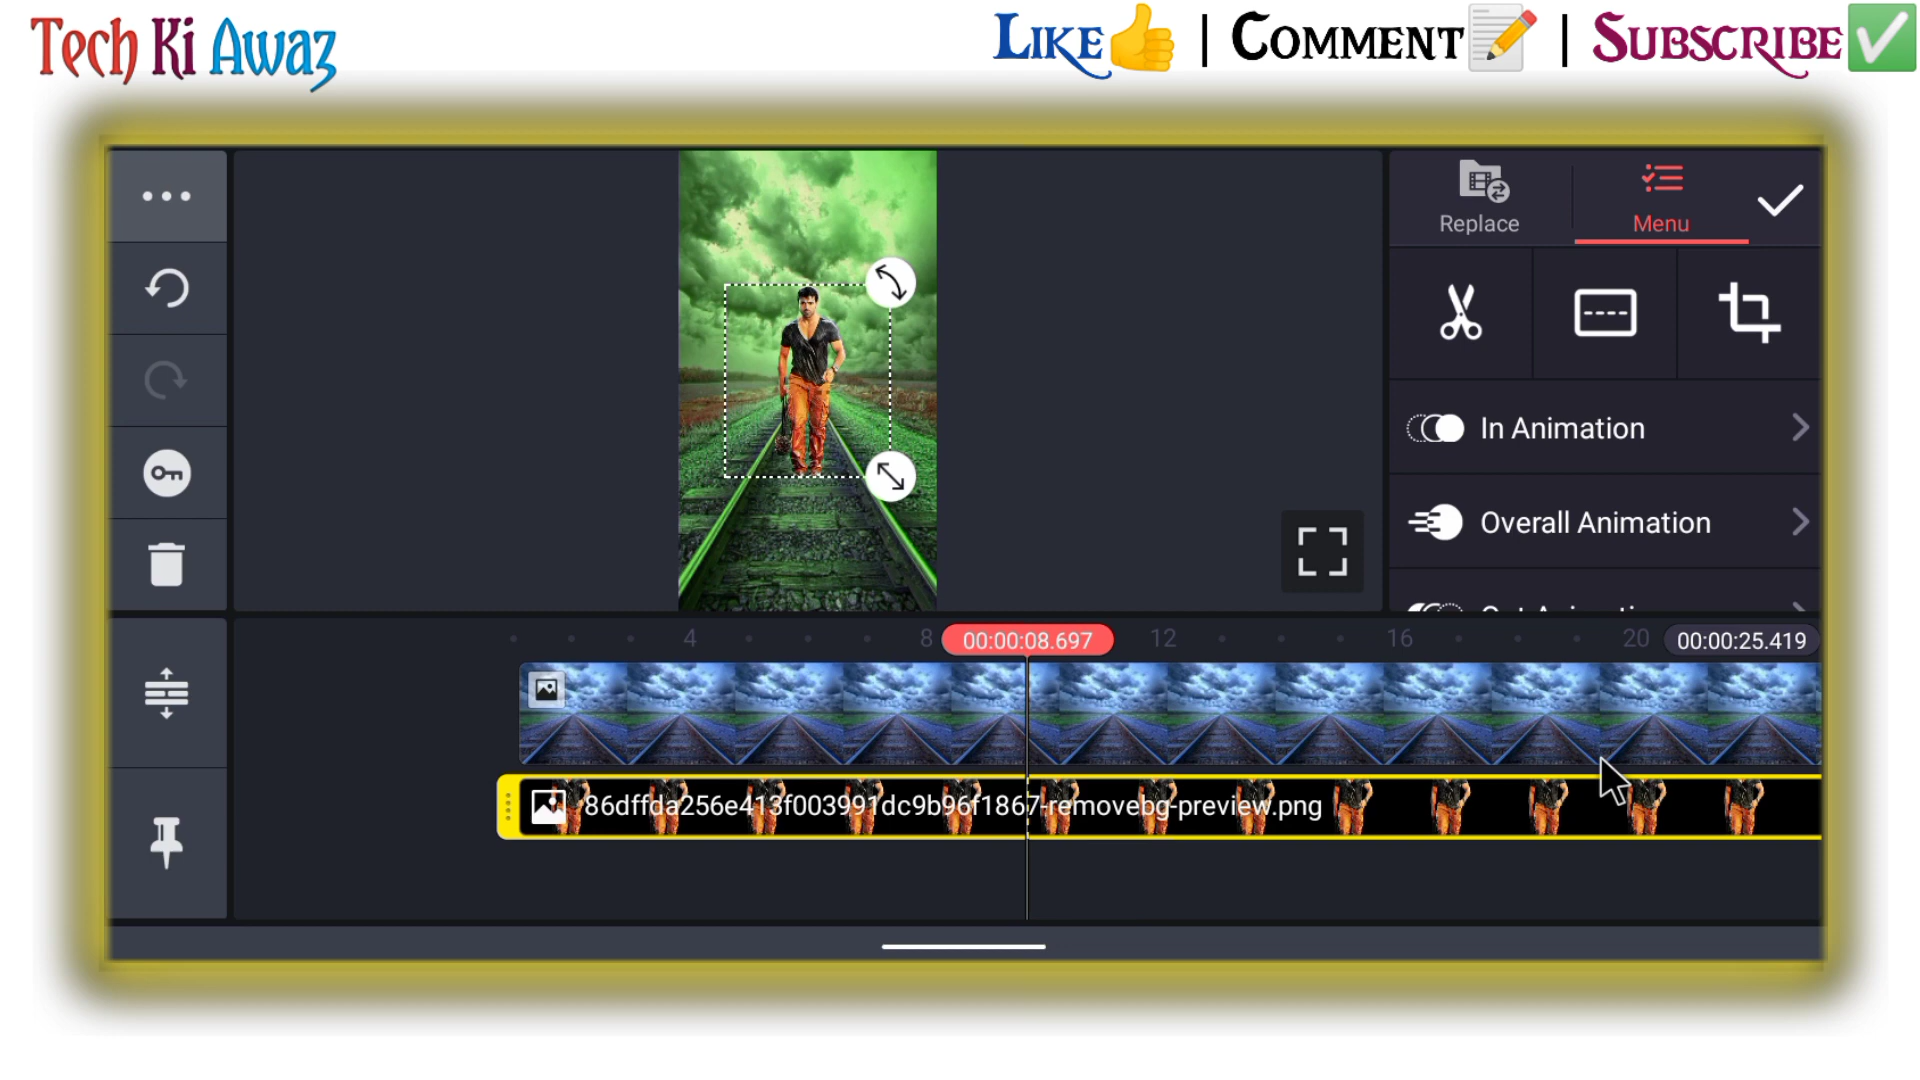 Tech Ki Awaz
Like | Comment | Subscribe
Replace
Menu
In Animation
Overall Animation
4
8
00:00:08.697
12
16
20
00:00:25.419
86dffda256e413f003991dc9b96f1867-removebg-preview.png